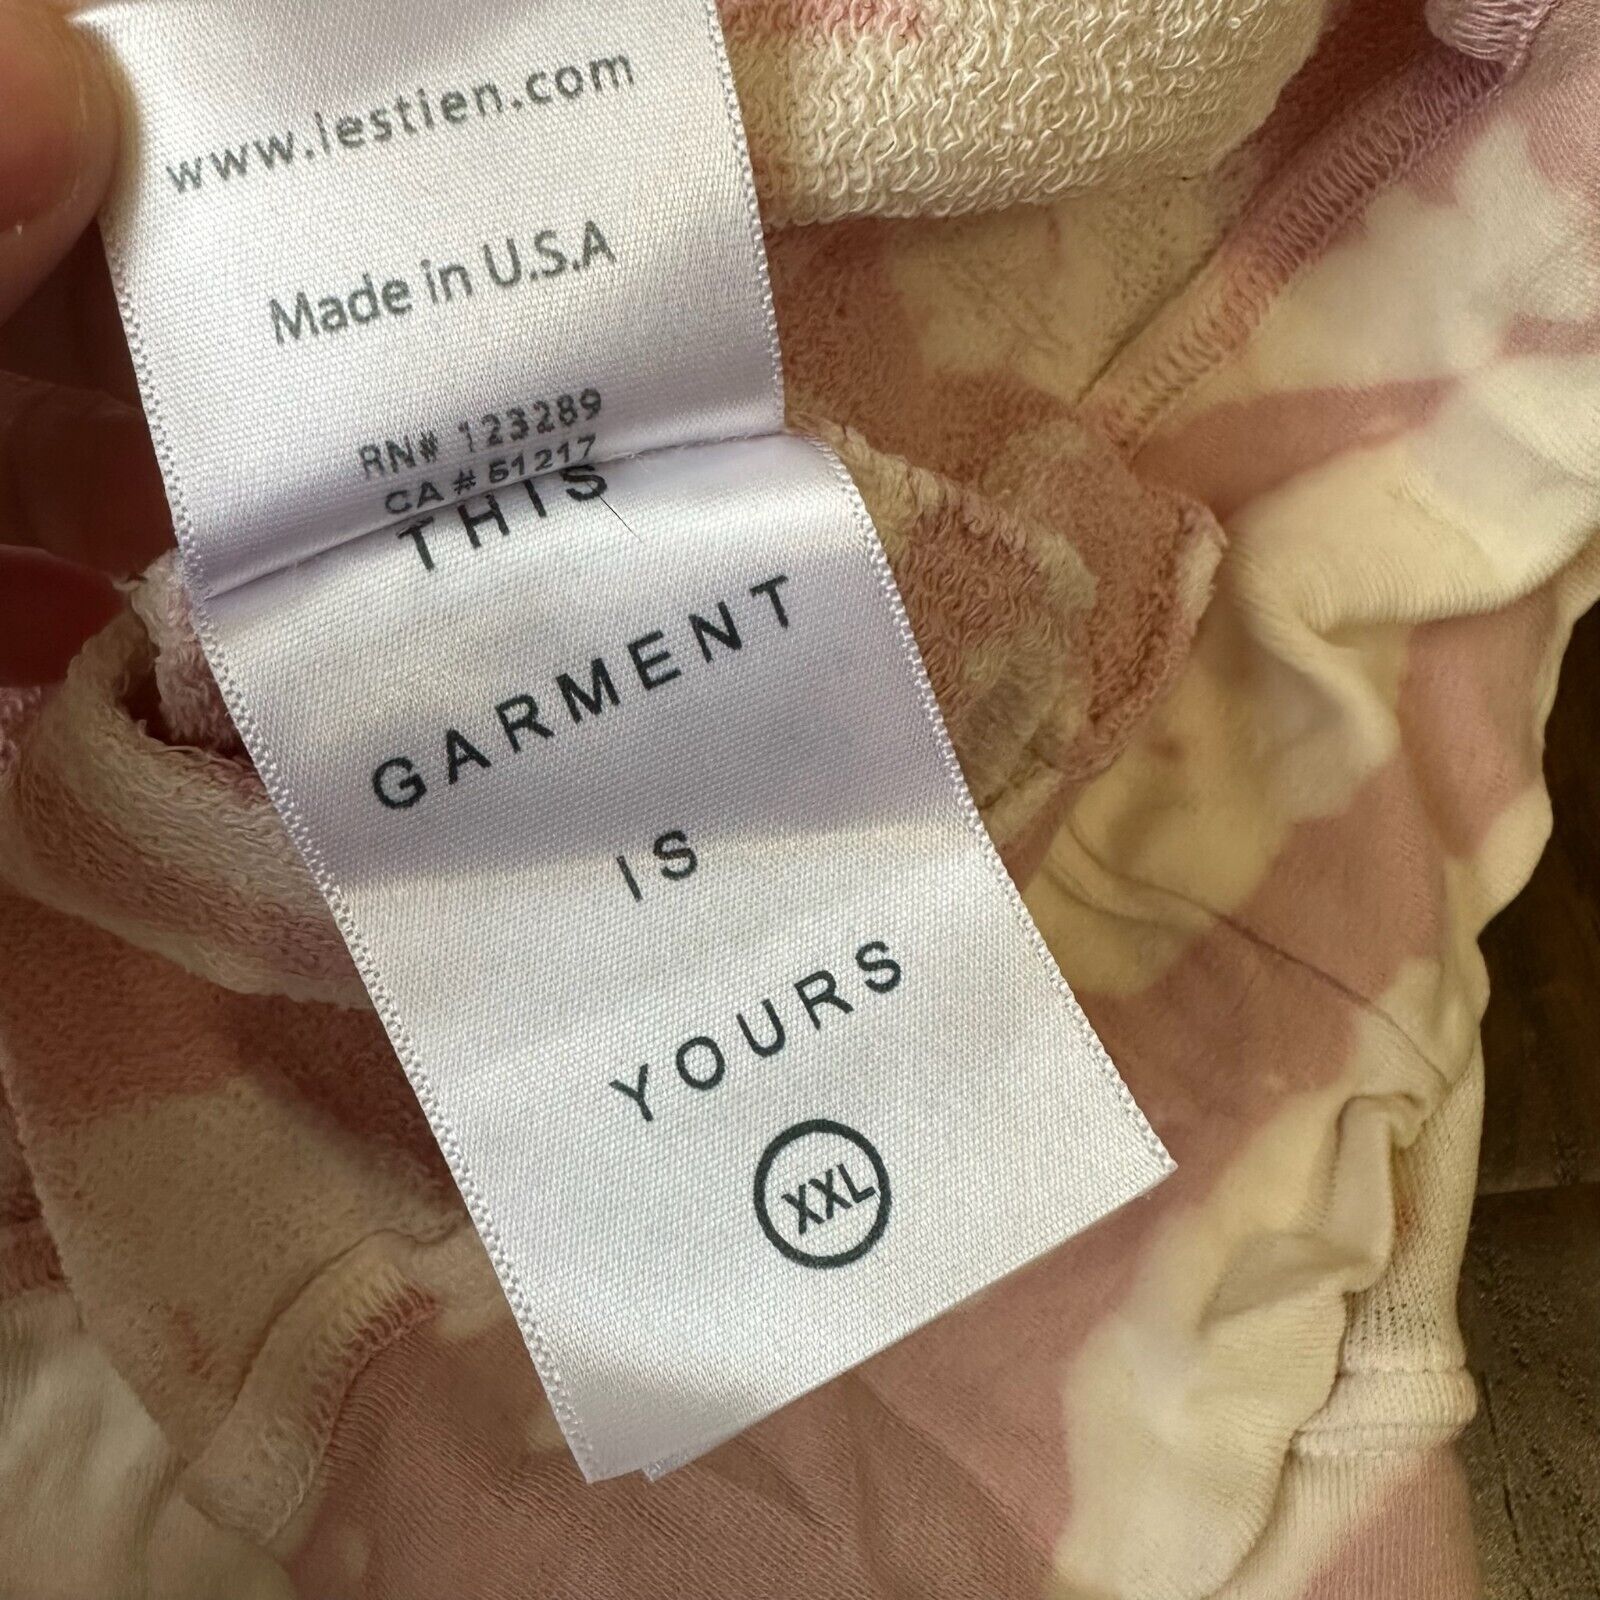 www.lestien.com
Made in U.S.A
RN# 123289
CA # 51217
THIS
GARMENT
IS
YOURS
XXL